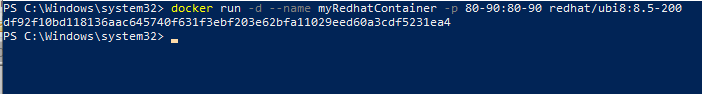 PS C:\Windows\system32> docker run -d --name myRedhatContainer -p 80-90:80-90 redhat/ubi8:8.5-200
df92f10bd118136aac645740f631f3ebf203e62bfa11029eed60a3cdf5231ea4
PS C:\Windows\system32>